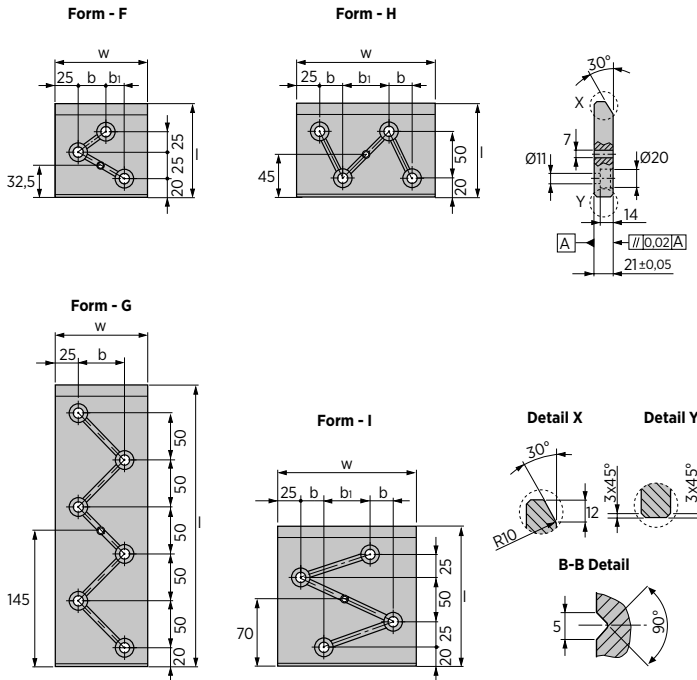 Form - F
Form - H
w
w
25 b b1
25 b b1 b
30°
X
25
25
20
l
32,5
50
20
l
45
7
Ø11
Ø20
Y
14
A
// 0,02 A
21 ±0,05
Form - G
w
25 b
50
50
50
50
50
20
l
145
Form - I
w
25 b b1 b
25
50
25
20
l
70
Detail X
Detail Y
30°
12
R10
3x45°
3x45°
B-B Detail
5
90°